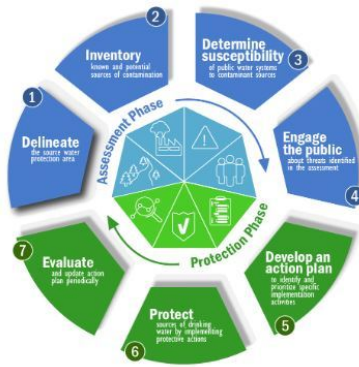 1
Delineate
the source water
protection area
2
Inventory
known and potential
sources of contamination
3
Determine
susceptibility
of public water systems
to contaminant sources
4
Engage
the public
about threats identified
in the assessment
5
Develop an
action plan
to identify and
prioritize specific
implementation
activities
6
Protect
sources of drinking
water by implementing
protective actions
7
Evaluate
and update action
plan periodically
Assessment Phase
Protection Phase